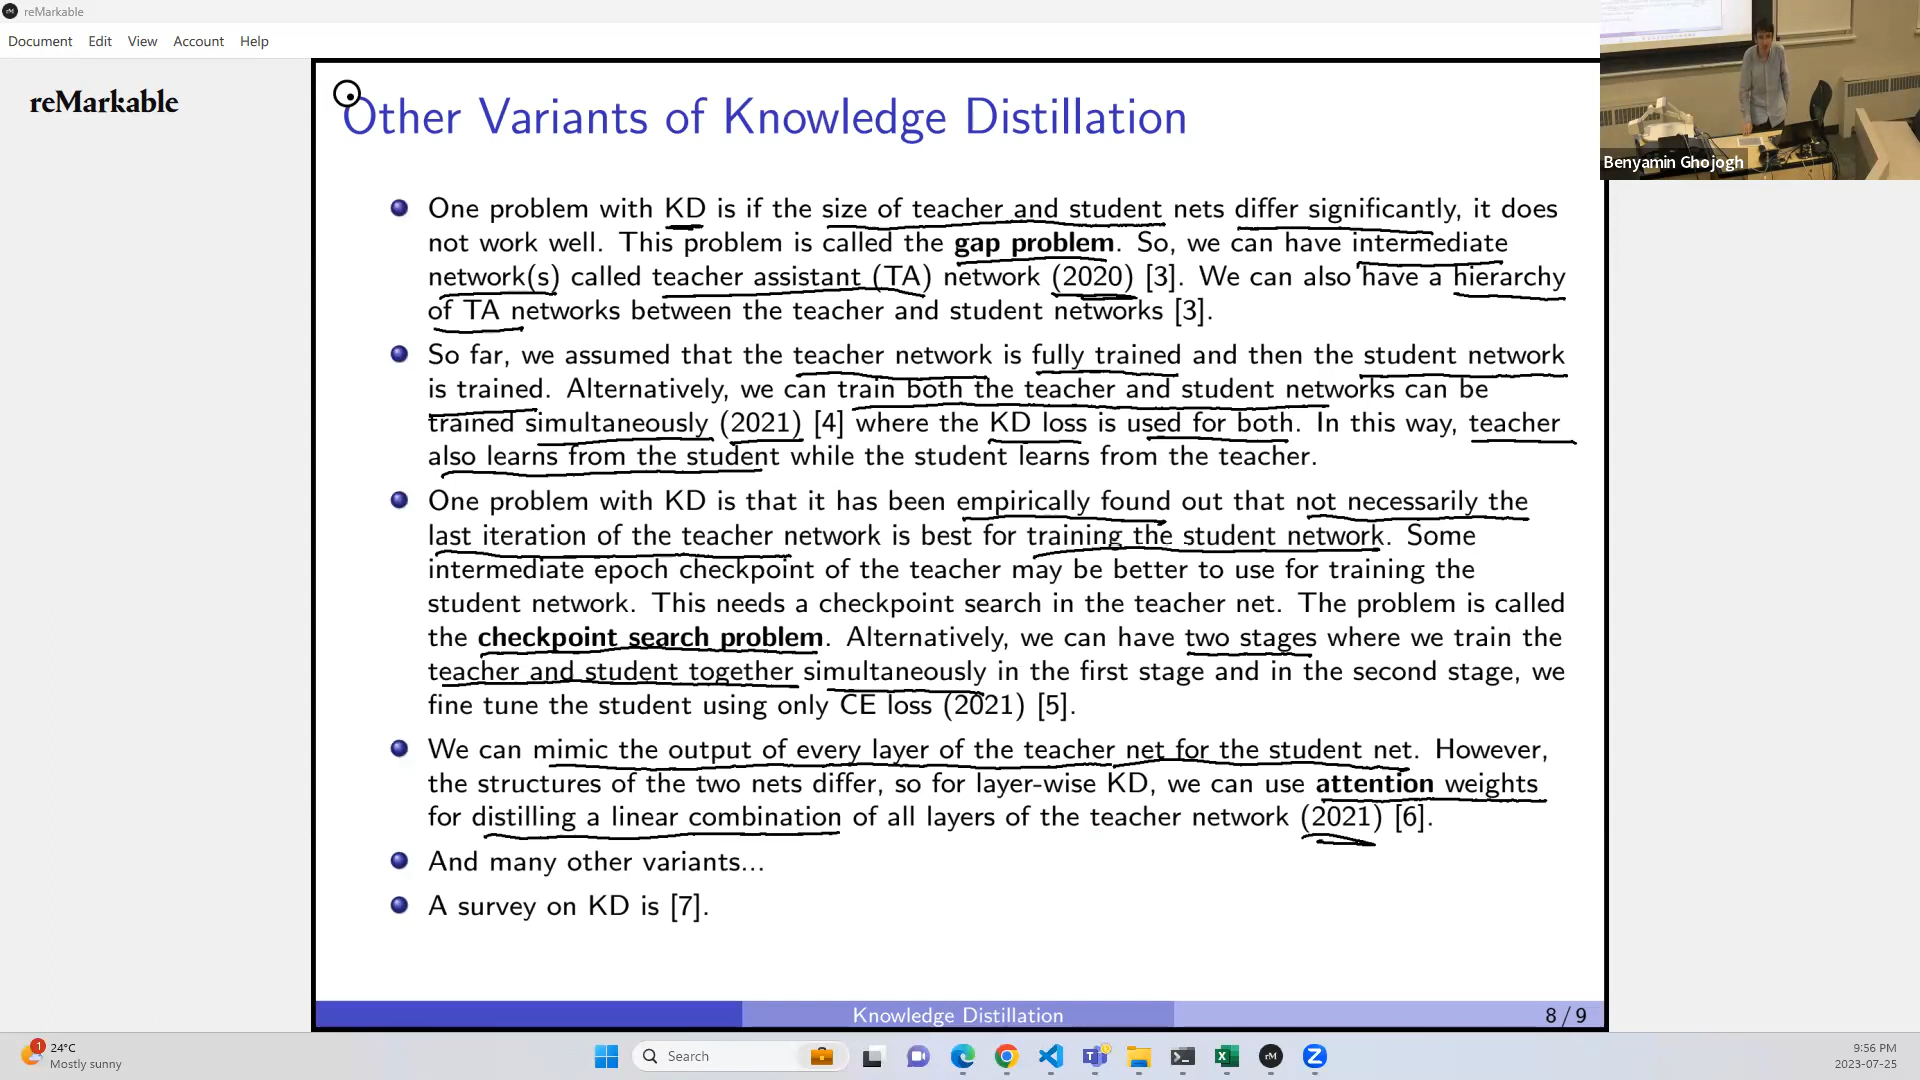 reMarkable
Document Edit View Account Help
reMarkable
Other Variants of Knowledge Distillation
One problem with KD is if the size of teacher and student nets differ significantly, it does
not work well. This problem is called the gap problem. So, we can have intermediate
network(s) called teacher assistant (TA) network (2020) [3]. We can also have a hierarchy
of TA networks between the teacher and student networks [3].
So far, we assumed that the teacher network is fully trained and then the student network
is trained. Alternatively, we can train both the teacher and student networks can be
trained simultaneously (2021) [4] where the KD loss is used for both. In this way, teacher
also learns from the student while the student learns from the teacher.
One problem with KD is that it has been empirically found out that not necessarily the
last iteration of the teacher network is best for training the student network. Some
intermediate epoch checkpoint of the teacher may be better to use for training the
student network. This needs a checkpoint search in the teacher net. The problem is called
the checkpoint search problem. Alternatively, we can have two stages where we train the
teacher and student together simultaneously in the first stage and in the second stage, we
fine tune the student using only CE loss (2021) [5].
We can mimic the output of every layer of the teacher net for the student net. However,
the structures of the two nets differ, so for layer-wise KD, we can use attention weights
for distilling a linear combination of all layers of the teacher network (2021) [6].
And many other variants...
A survey on KD is [7].
Knowledge Distillation 8 / 9
Benyamin Ghojogh
1 24°C
Mostly sunny
Search
rM
9:56 PM
2023-07-25